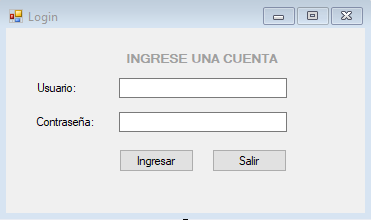 Login
INGRESE UNA CUENTA
Usuario:
Contraseña:
Ingresar Salir